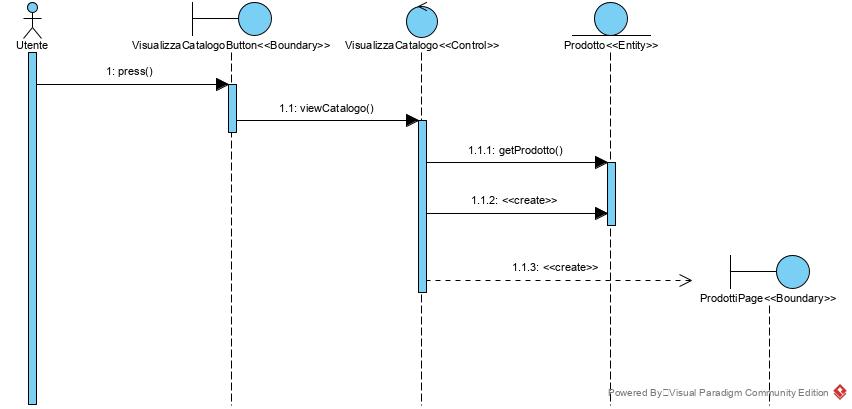 Utente
VisualizzaCatalogoButton<<Boundary>>
VisualizzaCatalogo<<Control>>
Prodotto<<Entity>>
1: press()
1.1: viewCatalogo()
1.1.1: getProdotto()
1.1.2: <<create>>
1.1.3: <<create>>
ProdottiPage<<Boundary>>
Powered By Visual Paradigm Community Edition